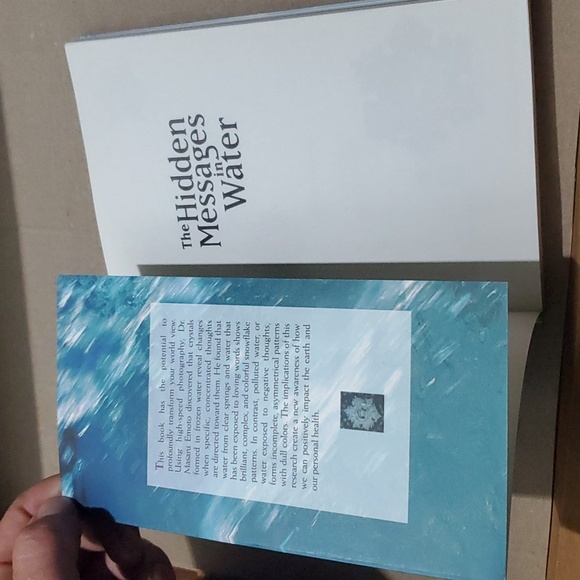 The Hidden
Messages
in
Water
This book has the potential to
profoundly transform your world view.
Using high-speed photography, Dr.
Masaru Emoto discovered that crystals
formed in frozen water reveal changes
when specific, concentrated thoughts
are directed toward them. He found that
water from clear springs and water that
has been exposed to loving words shows
brilliant, complex, and colorful snowflake
patterns. In contrast, polluted water, or
water exposed to negative thoughts,
forms incomplete, asymmetrical patterns
with dull colors. The implications of this
research create a new awareness of how
we can positively impact the earth and
our personal health.